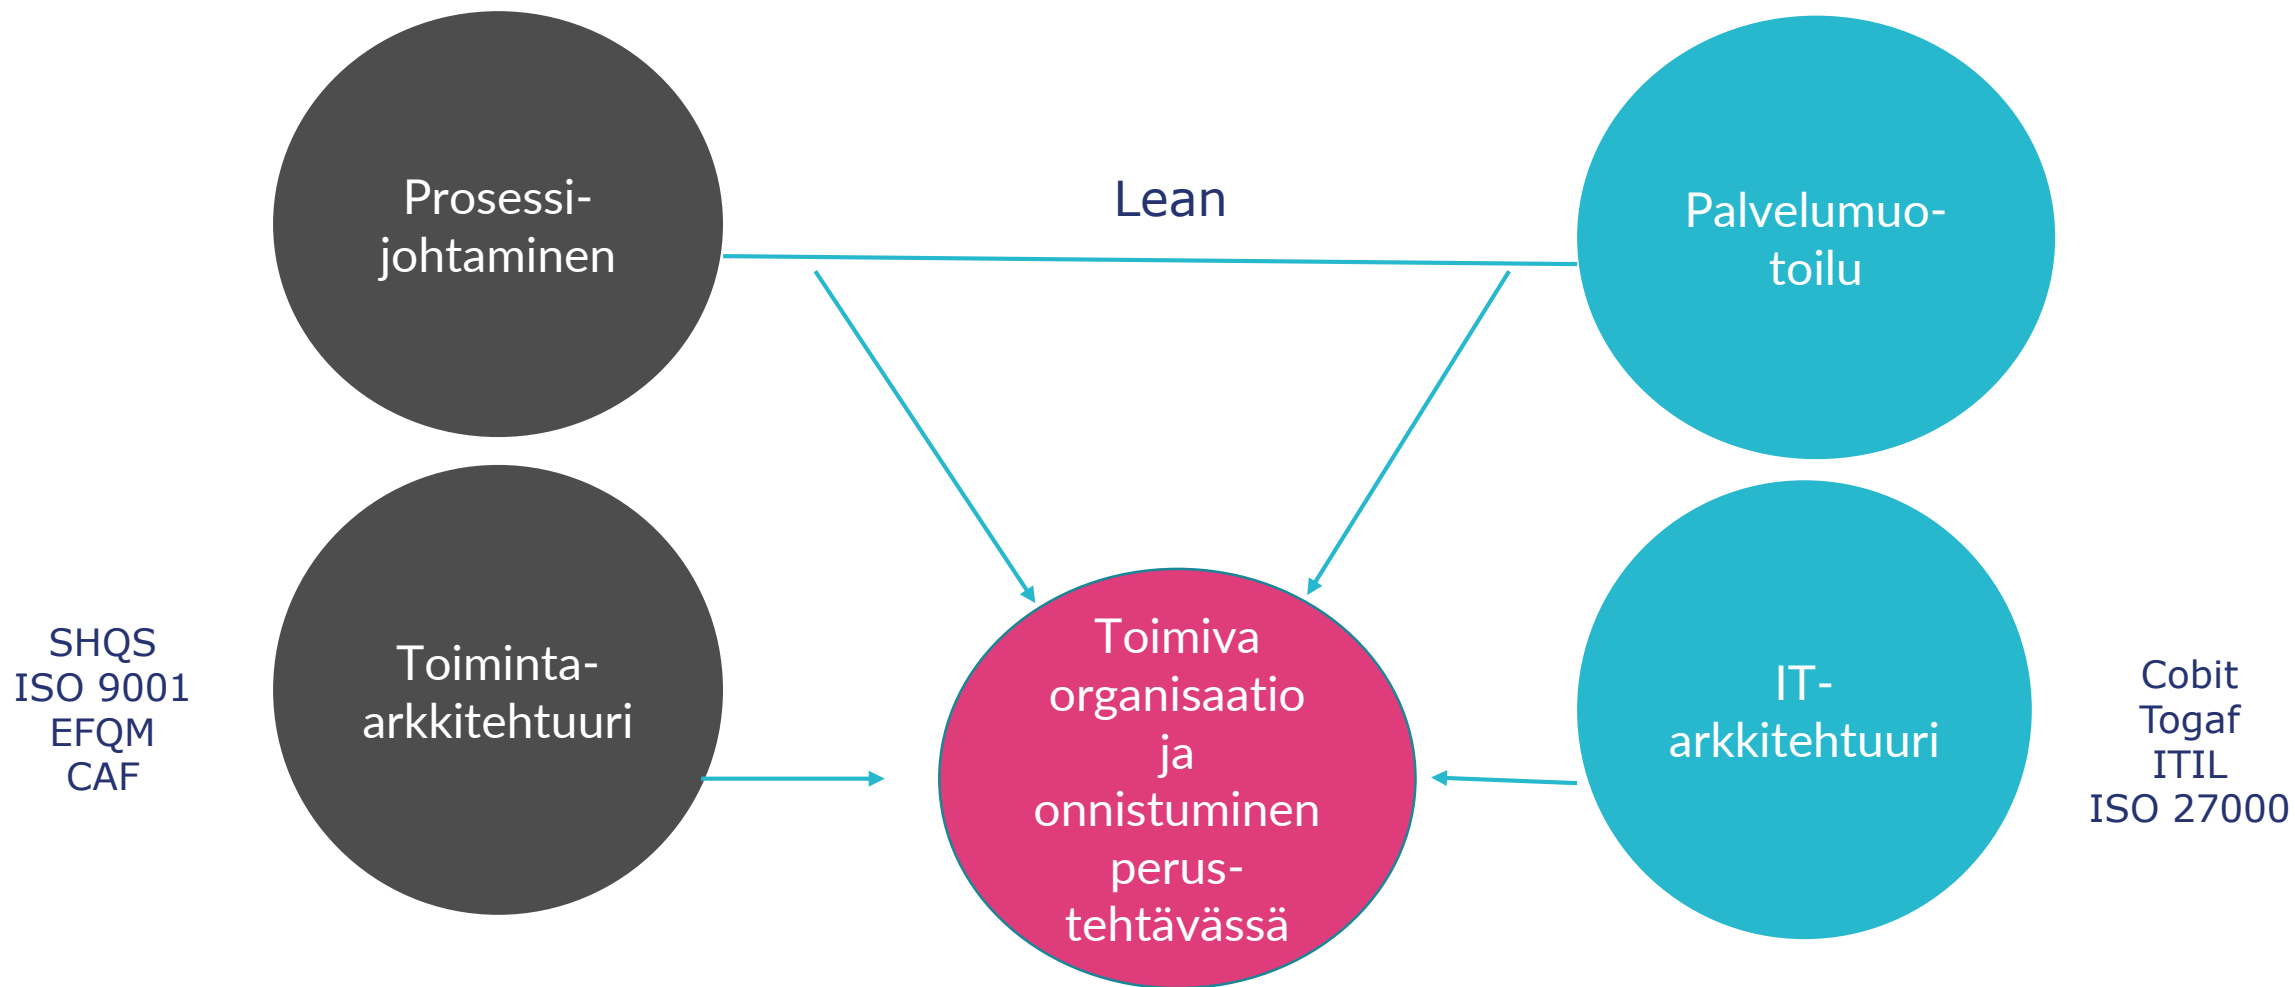 Prosessi-
johtaminen
Lean
Palvelumuo-
toilu
SHQS
ISO 9001
EFQM
CAF
Toiminta-
arkkitehtuuri
Toimiva
organisaatio
ja
onnistuminen
perus-
tehtävässä
IT-
arkkitehtuuri
Cobit
Togaf
ITIL
ISO 27000